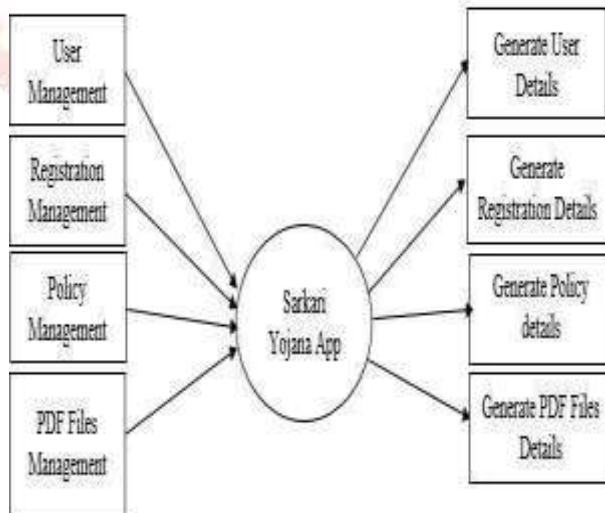 User
Management
Registration
Management
Policy
Management
PDF Files
Management
Sarkari
Yojana App
Generate User
Details
Generate
Registration Details
Generate Policy
details
Generate PDF Files
Details